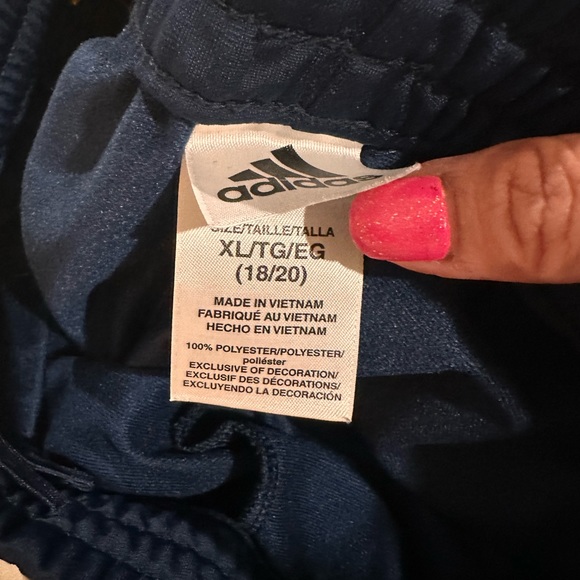 adidas
SIZE/TAILLE/TALLA
XL/TG/EG
(18/20)
MADE IN VIETNAM
FABRIQUÉ AU VIETNAM
HECHO EN VIETNAM
100% POLYESTER/POLYESTER/
poliéster
EXCLUSIVE OF DECORATION/
EXCLUSIF DES DÉCORATIONS/
EXCLUYENDO LA DECORACIÓN